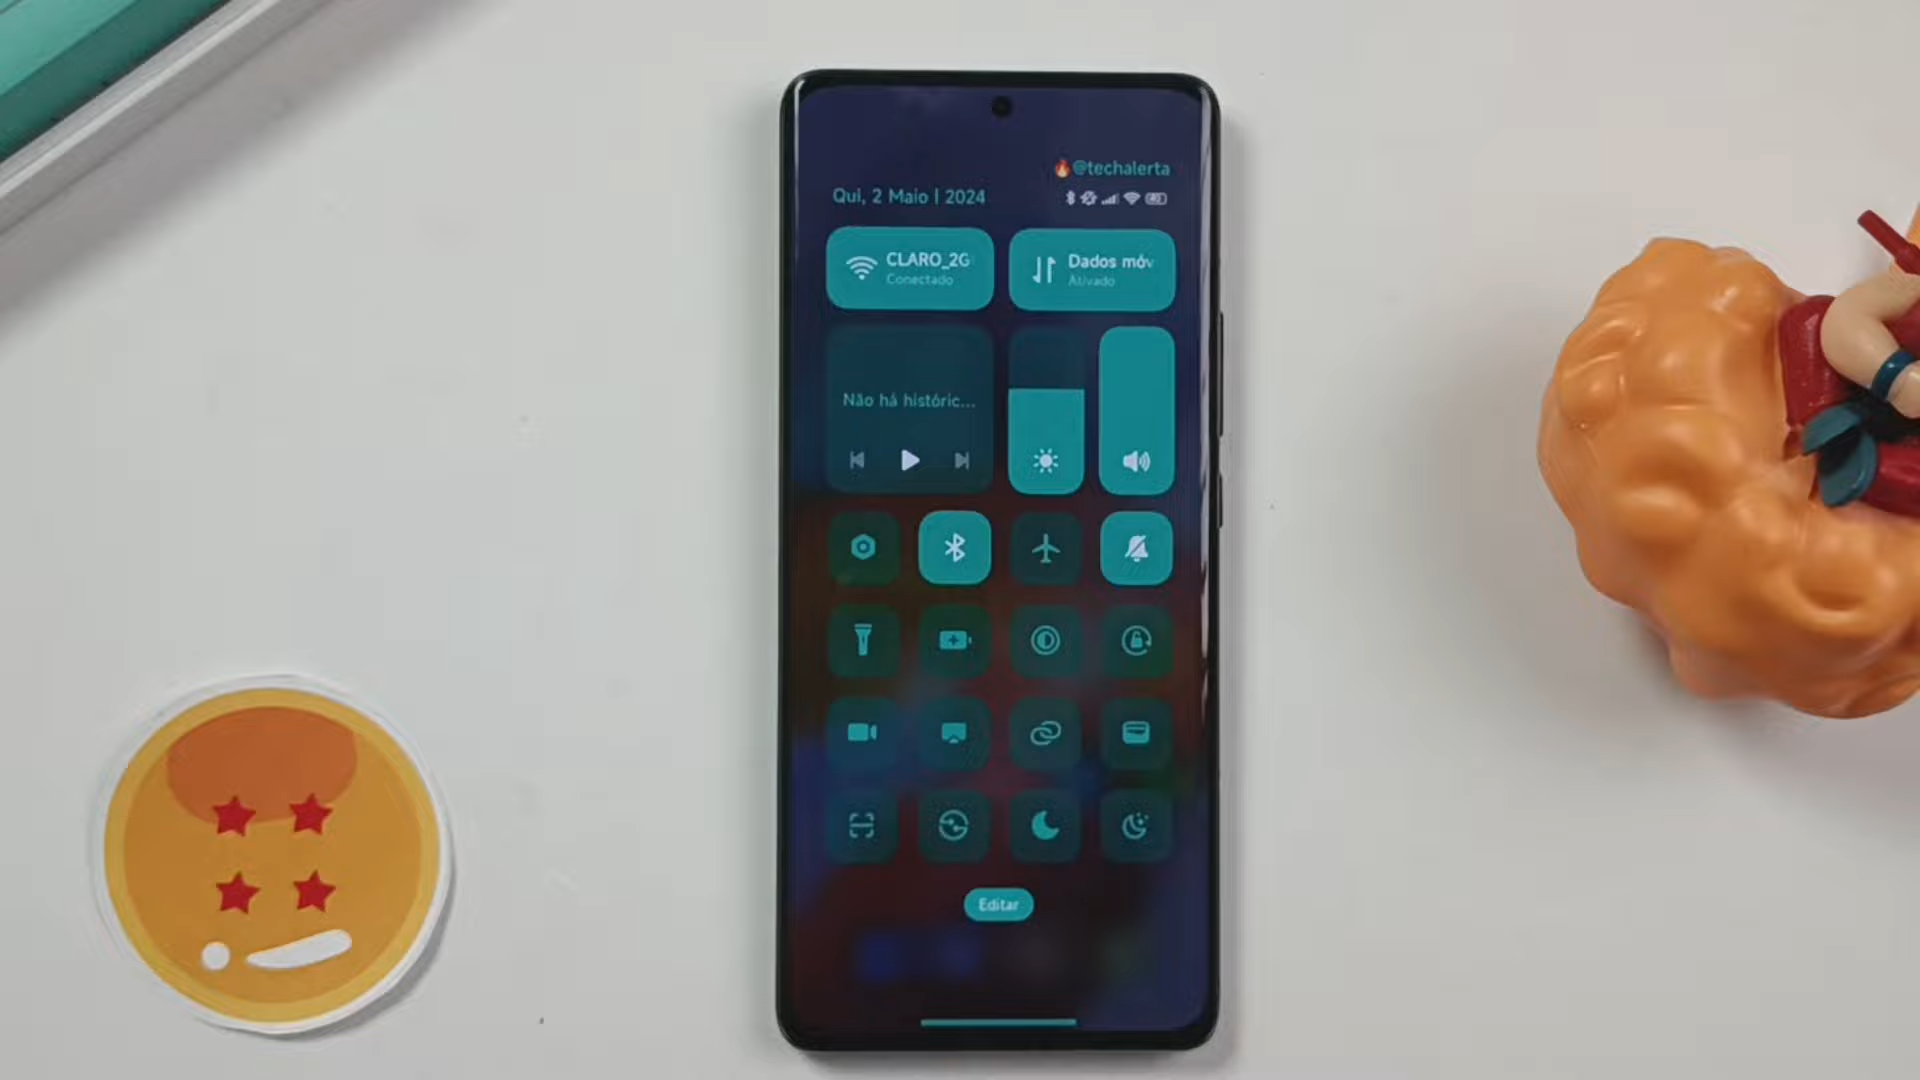 🔥@techalerta
Qui, 2 Maio | 2024
CLARO_2G
Conectado
Dados móv
Ativado
Não há históric...
Editar